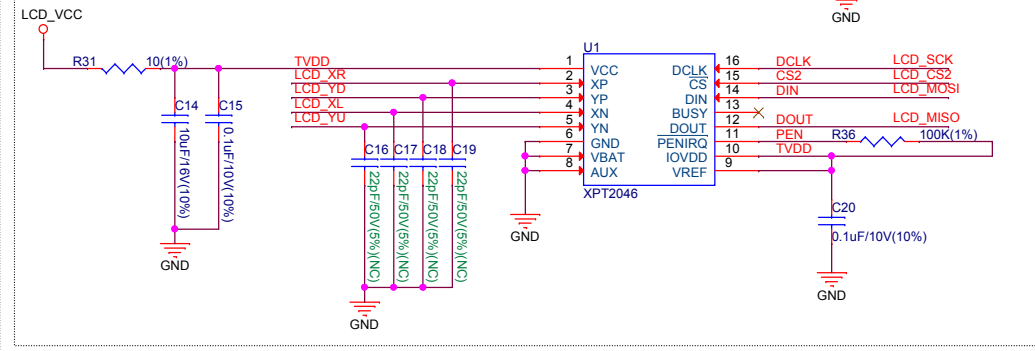 GND
LCD_VCC
R31
10(1%)
TVDD
LCD_XR
LCD_YD
LCD_XL
LCD_YU
C14
10uF/16V(10%)
C15
0.1uF/10V(10%)
GND
C16
C17
C18
C19
22pF/50V(5%)(NC)
22pF/50V(5%)(NC)
22pF/50V(5%)(NC)
22pF/50V(5%)(NC)
GND
GND
U1
1 VCC
2 XP
3 YP
4 XN
5 YN
6 GND
7 VBAT
8 AUX
DCLK 16
CS 15
DIN 14
BUSY 13
DOUT 12
PENIRQ 11
IOVDD 10
VREF 9
XPT2046
DCLK LCD_SCK
CS2 LCD_CS2
DIN LCD_MOSI
DOUT LCD_MISO
PEN R36 100K(1%)
TVDD
C20
0.1uF/10V(10%)
GND